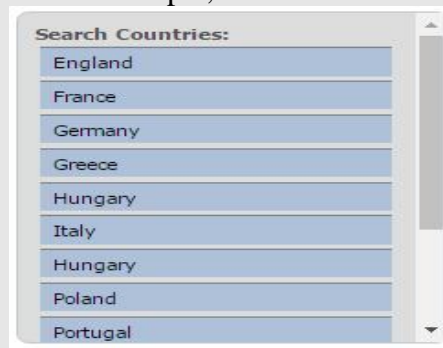 Search Countries:
England
France
Germany
Greece
Hungary
Italy
Hungary
Poland
Portugal